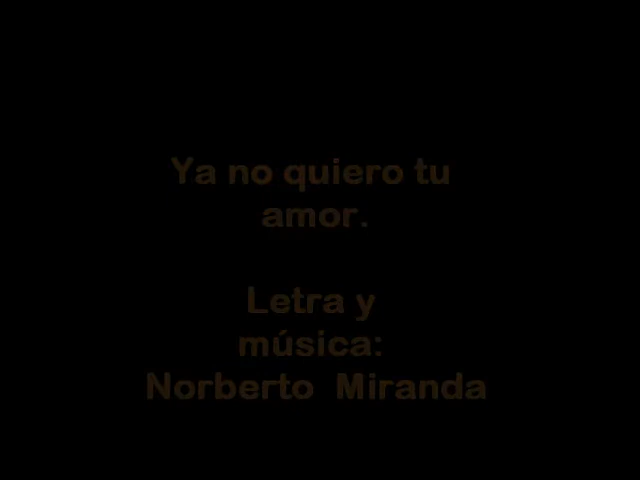 Ya no quiero tu
amor.
Letra y
música:
Norberto Miranda